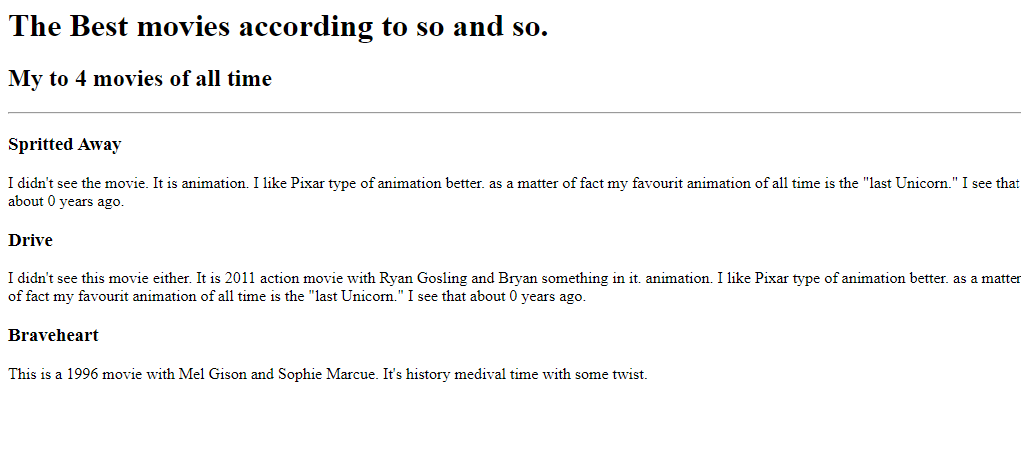 The Best movies according to so and so.
My to 4 movies of all time
Spritted Away
I didn't see the movie. It is animation. I like Pixar type of animation better. as a matter of fact my favourit animation of all time is the "last Unicorn." I see that
about 0 years ago.
Drive
I didn't see this movie either. It is 2011 action movie with Ryan Gosling and Bryan something in it. animation. I like Pixar type of animation better. as a matter
of fact my favourit animation of all time is the "last Unicorn." I see that about 0 years ago.
Braveheart
This is a 1996 movie with Mel Gison and Sophie Marcue. It's history medival time with some twist.